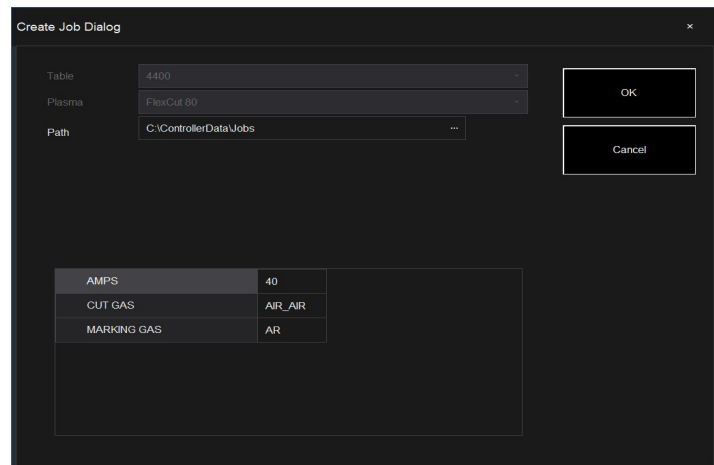 Create Job Dialog ×
Table 4400
Plasma FlexCut 80
Path C:\ControllerData\Jobs ...
OK
Cancel
AMPS 40
CUT GAS AIR_AIR
MARKING GAS AR